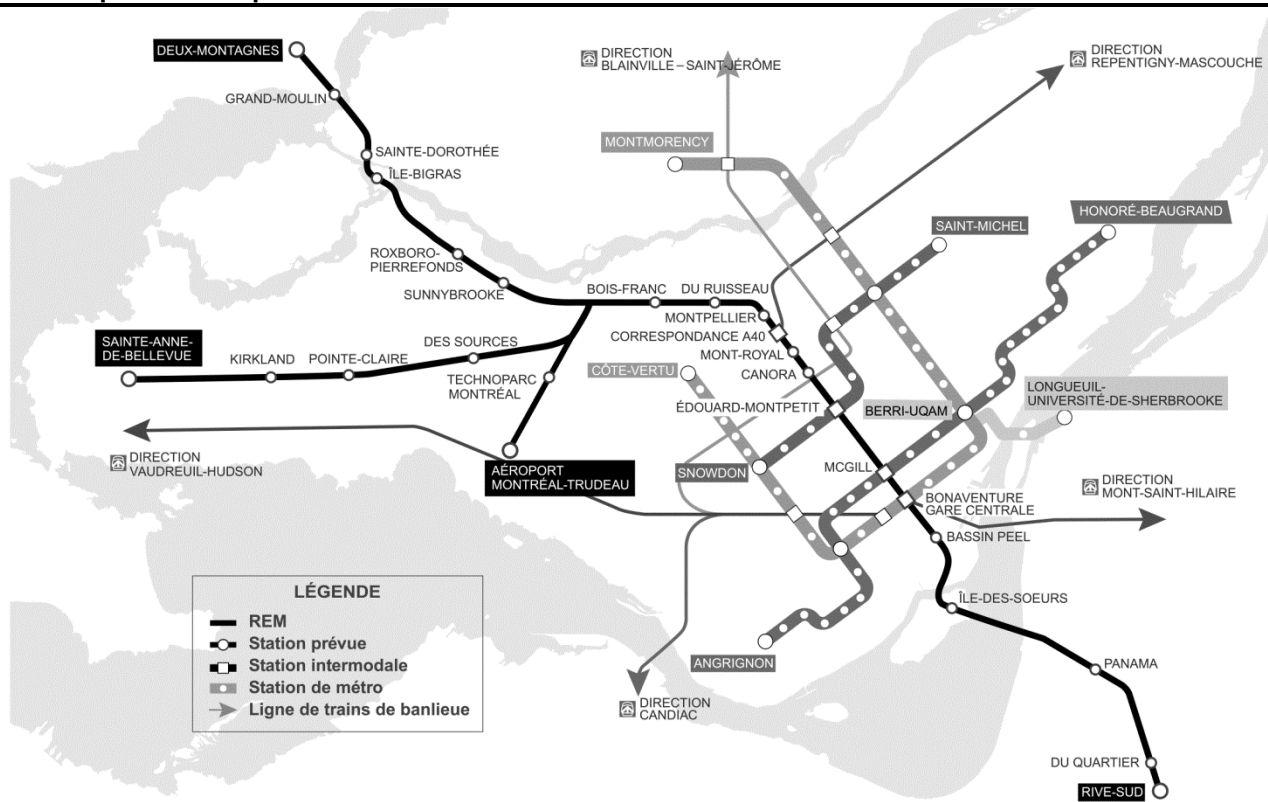 DEUX-MONTAGNES
GRAND-MOULIN
SAINTE-DOROTHÉE
ÎLE-BIGRAS
ROXBORO-
PIERREFONDS
SUNNYBROOKE
BOIS-FRANC
DU RUISSEAU
MONTPELLIER
CORRESPONDANCE A40
MONT-ROYAL
CANORA
ÉDOUARD-MONTPETIT
MCGILL
BONAVENTURE
GARE CENTRALE
BASSIN PEEL
ÎLE-DES-SOEURS
PANAMA
DU QUARTIER
RIVE-SUD
SAINTE-ANNE-
DE-BELLEVUE
KIRKLAND
POINTE-CLAIRE
DES SOURCES
TECHNOPARC
MONTRÉAL
AÉROPORT
MONTRÉAL-TRUDEAU
DIRECTION
BLAINVILLE – SAINT-JÉRÔME
DIRECTION
REPENTIGNY-MASCOUCHE
MONTMORENCY
SAINT-MICHEL
HONORÉ-BEAUGRAND
CÔTE-VERTU
BERRI-UQAM
LONGUEUIL-
UNIVERSITÉ-DE-SHERBROOKE
SNOWDON
ANGRIGNON
DIRECTION
VAUDREUIL-HUDSON
DIRECTION
MONT-SAINT-HILAIRE
DIRECTION
CANDIAC
LÉGENDE
REM
Station prévue
Station intermodale
Station de métro
Ligne de trains de banlieue